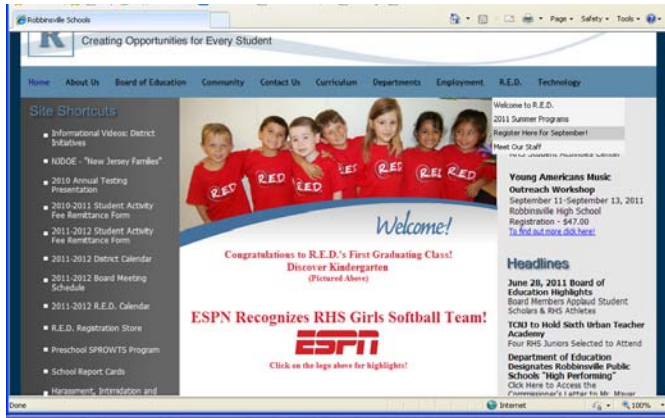 Robbinsville Schools
Page
Safety
Tools
R
Creating Opportunities for Every Student
Home About Us Board of Education Community Contact Us Curriculum Departments Employment R.E.D. Technology
Welcome to R.E.D.
2011 Summer Programs
Register Here for September!
Meet Our Staff
RHS Student Activities Center
Site Shortcuts
Informational Videos: District
Initiatives
NJDOE - "New Jersey Families"
2010 Annual Testing
Presentation
2010-2011 Student Activity
Fee Remittance Form
2011-2012 Student Activity
Fee Remittance Form
2011-2012 District Calendar
2011-2012 Board Meeting
Schedule
2011-2012 R.E.D. Calendar
R.E.D. Registration Store
Preschool SPROWTS Program
School Report Cards
Harassment, Intimidation and
R.E.D.
R.E.D.
R.E.D.
R.E.D.
Welcome!
Congratulations to R.E.D.'s First Graduating Class!
Discover Kindergarten
(Pictured Above)
ESPN Recognizes RHS Girls Softball Team!
ESPN
Click on the logo above for highlights!
Young Americans Music
Outreach Workshop
September 11-September 13, 2011
Robbinsville High School
Registration - $47.00
To find out more click here!
Headlines
June 28, 2011 Board of
Education Highlights
Board Members Applaud Student
Scholars & RHS Athletes
TCNJ to Hold Sixth Urban Teacher
Academy
Four RHS Juniors Selected to Attend
Department of Education
Designates Robbinsville Public
Schools "High Performing"
Click Here to Access the
Commissioner's Letter to Mr. Mayer
Done
Internet
100%